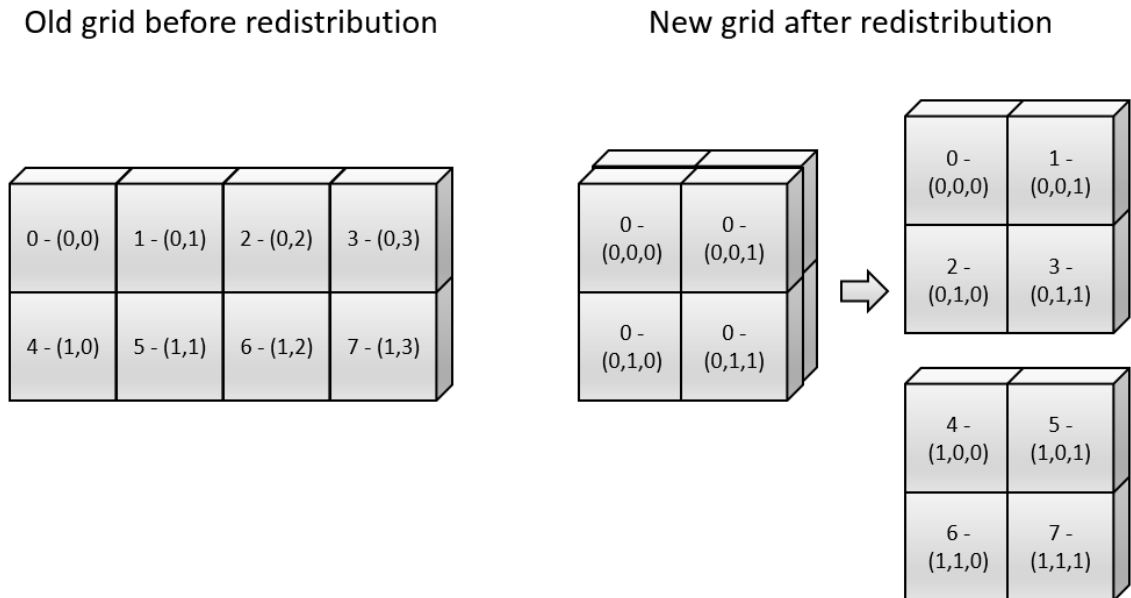 Old grid before redistribution
New grid after redistribution
0 - (0,0)
1 - (0,1)
2 - (0,2)
3 - (0,3)
4 - (1,0)
5 - (1,1)
6 - (1,2)
7 - (1,3)
0 -
(0,0,0)
0 -
(0,0,1)
0 -
(0,1,0)
0 -
(0,1,1)
0 -
(0,0,0)
1 -
(0,0,1)
2 -
(0,1,0)
3 -
(0,1,1)
4 -
(1,0,0)
5 -
(1,0,1)
6 -
(1,1,0)
7 -
(1,1,1)